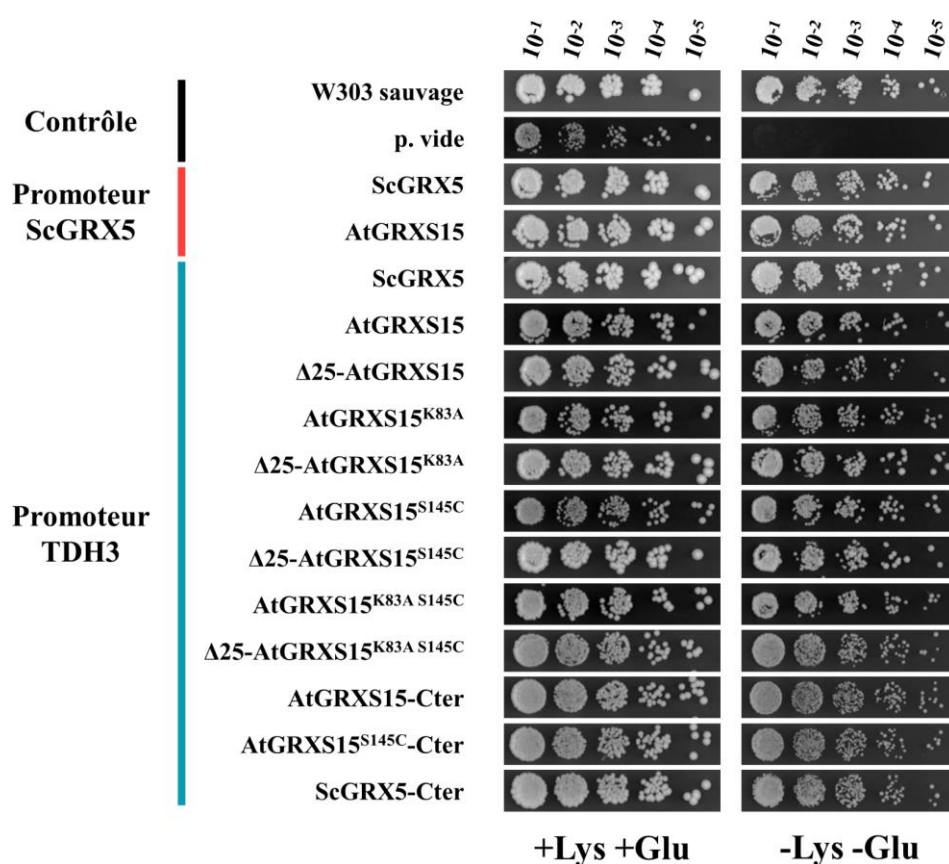 10-1 10-2 10-3 10-4 10-5 10-1 10-2 10-3 10-4 10-5
Contrôle
W303 sauvage
p. vide
Promoteur
ScGRX5
ScGRX5
AtGRXS15
Promoteur
TDH3
ScGRX5
AtGRXS15
Δ25-AtGRXS15
AtGRXS15K83A
Δ25-AtGRXS15K83A
AtGRXS15S145C
Δ25-AtGRXS15S145C
AtGRXS15K83A S145C
Δ25-AtGRXS15K83A S145C
AtGRXS15-Cter
AtGRXS15S145C-Cter
ScGRX5-Cter
+Lys +Glu -Lys -Glu